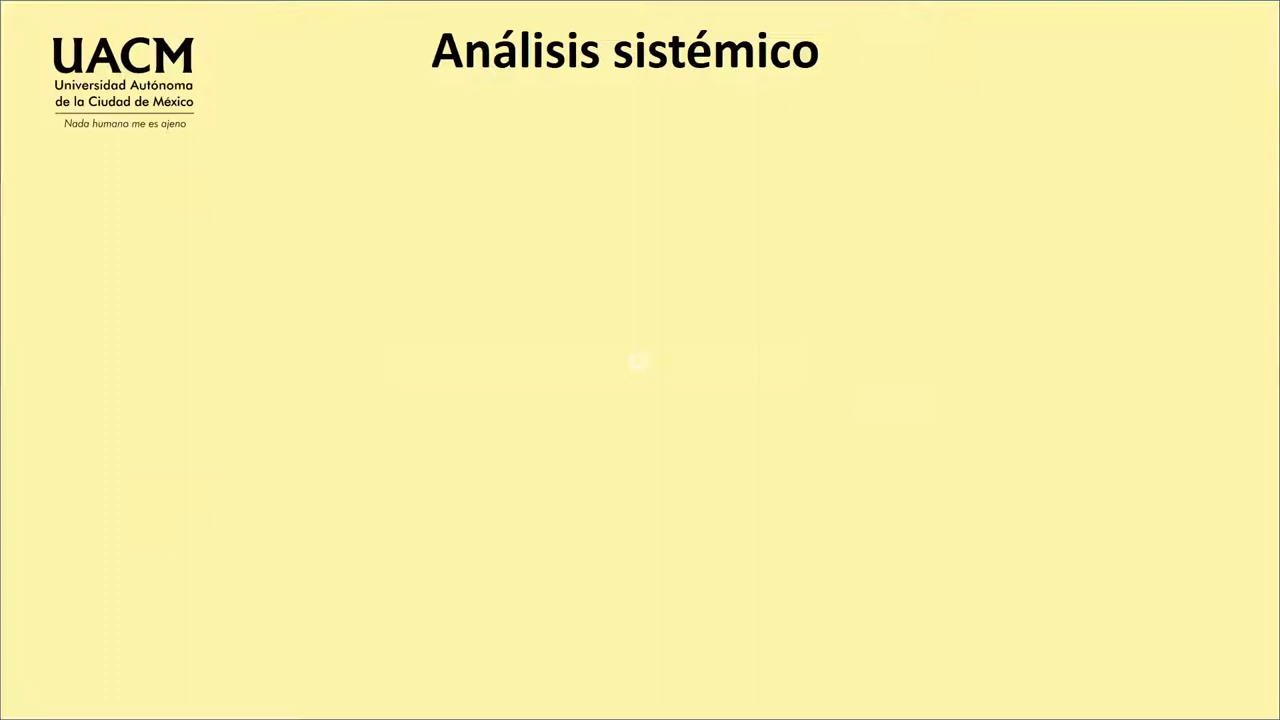 Análisis sistémico
UACM
Universidad Autónoma
de la Ciudad de México
Nada humano me es ajeno